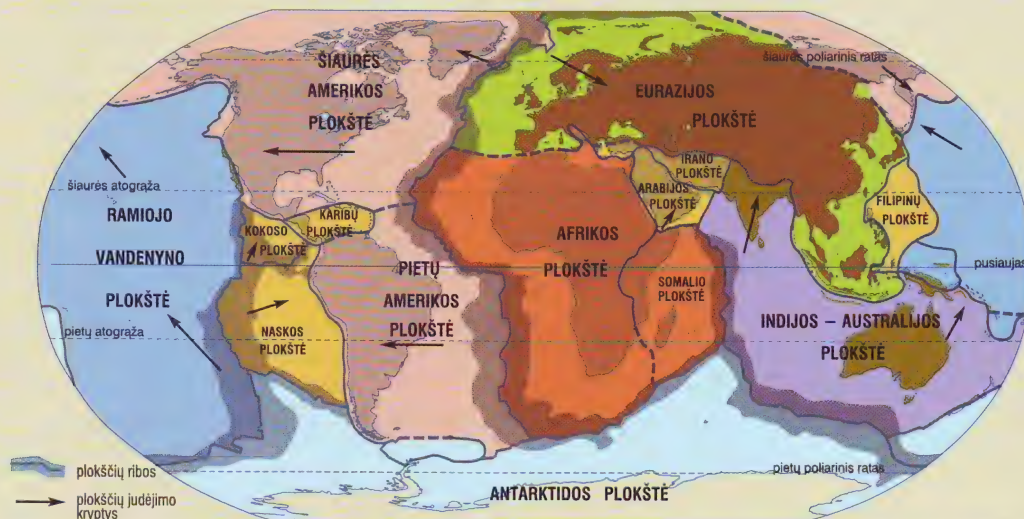 šiaurės poliarinis ratas
ŠIAURĖS
AMERIKOS
PLOKŠTĖ
EURAZIJOS
PLOKŠTĖ
IRANO
PLOKŠTĖ
ARABIJOS
PLOKŠTĖ
šiaurės atogrąža
RAMIOJO
VANDENYNO
PLOKŠTĖ
KARIBŲ
PLOKŠTĖ
KOKOSO
PLOKŠTĖ
FILIPINŲ
PLOKŠTĖ
AFRIKOS
PLOKŠTĖ
PIETŲ
AMERIKOS
PLOKŠTĖ
pusiaujas
SOMALIO
PLOKŠTĖ
pietų atogrąža
NASKOS
PLOKŠTĖ
INDIJOS – AUSTRALIJOS
PLOKŠTĖ
plokščių ribos
pietų poliarinis ratas
plokščių judėjimo
kryptys
ANTARKTIDOS PLOKŠTĖ